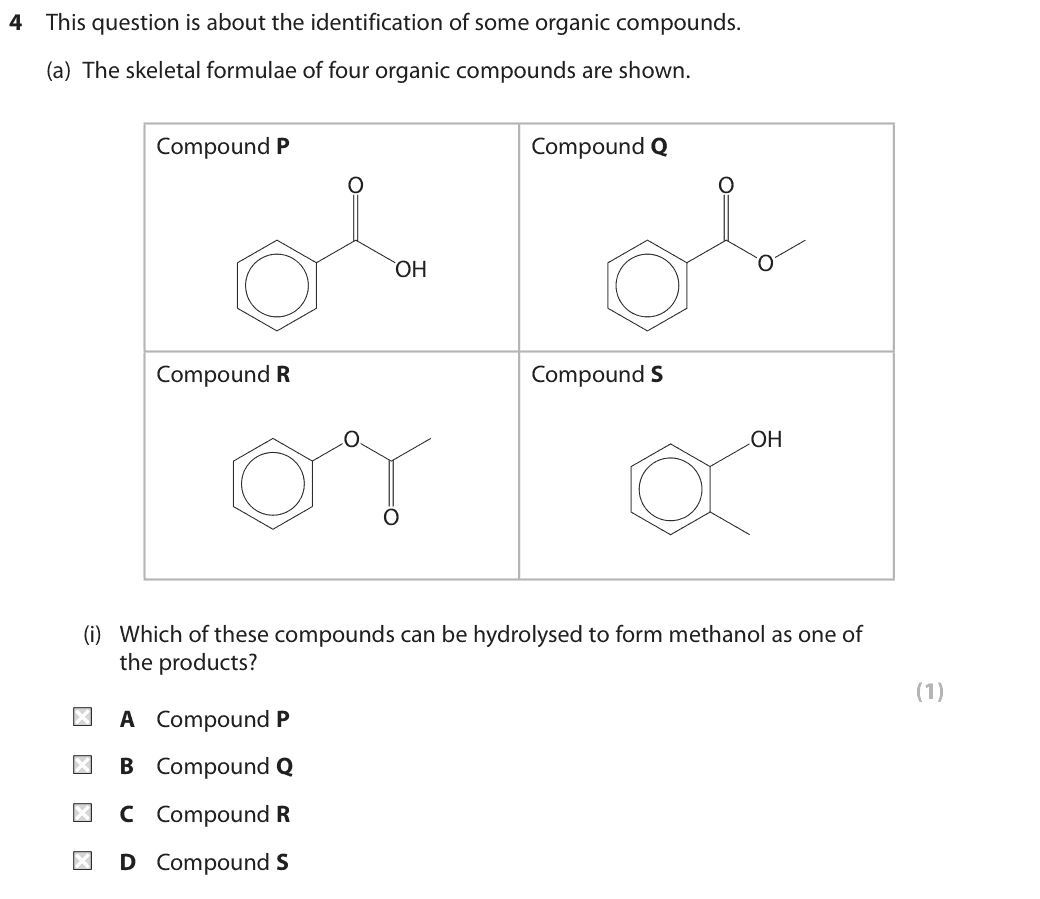 4 This question is about the identification of some organic compounds.
(a) The skeletal formulae of four organic compounds are shown.
Compound P
Compound Q
O
OH
O
O
Compound R
Compound S
O
O
OH
(i) Which of these compounds can be hydrolysed to form methanol as one of
the products?
(1)
A Compound P
B Compound Q
C Compound R
D Compound S